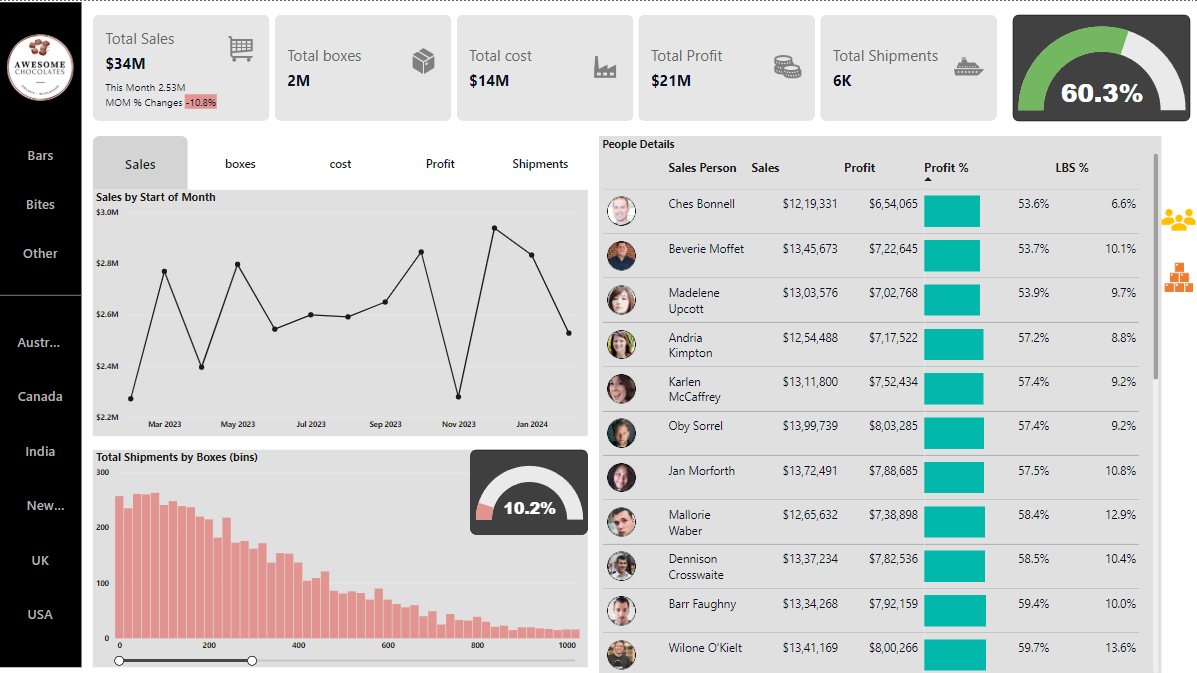 AWESOME
CHOCOLATES
Bars
Bites
Other
Austr...
Canada
India
New...
UK
USA
Total Sales
$34M
This Month 2.53M
MOM % Changes -10.8%
Total boxes
2M
Total cost
$14M
Total Profit
$21M
Total Shipments
6K
60.3%
Sales boxes cost Profit Shipments
Sales by Start of Month
$3.0M
$2.8M
$2.6M
$2.4M
$2.2M
Mar 2023 May 2023 Jul 2023 Sep 2023 Nov 2023 Jan 2024
Total Shipments by Boxes (bins)
10.2%
300
200
100
0
0 200 400 600 800 1000
People Details
Sales Person Sales Profit Profit % LBS %
Ches Bonnell $12,19,331 $6,54,065 53.6% 6.6%
Beverie Moffet $13,45,673 $7,22,645 53.7% 10.1%
Madelene
Upcott $13,03,576 $7,02,768 53.9% 9.7%
Andria
Kimpton $12,54,488 $7,17,522 57.2% 8.8%
Karlen
McCaffrey $13,11,800 $7,52,434 57.4% 9.2%
Oby Sorrel $13,99,739 $8,03,285 57.4% 9.2%
Jan Morforth $13,72,491 $7,88,685 57.5% 10.8%
Mallorie
Waber $12,65,632 $7,38,898 58.4% 12.9%
Dennison
Crosswaite $13,37,234 $7,82,536 58.5% 10.4%
Barr Faughny $13,34,268 $7,92,159 59.4% 10.0%
Wilone O'Kielt $13,41,169 $8,00,266 59.7% 13.6%